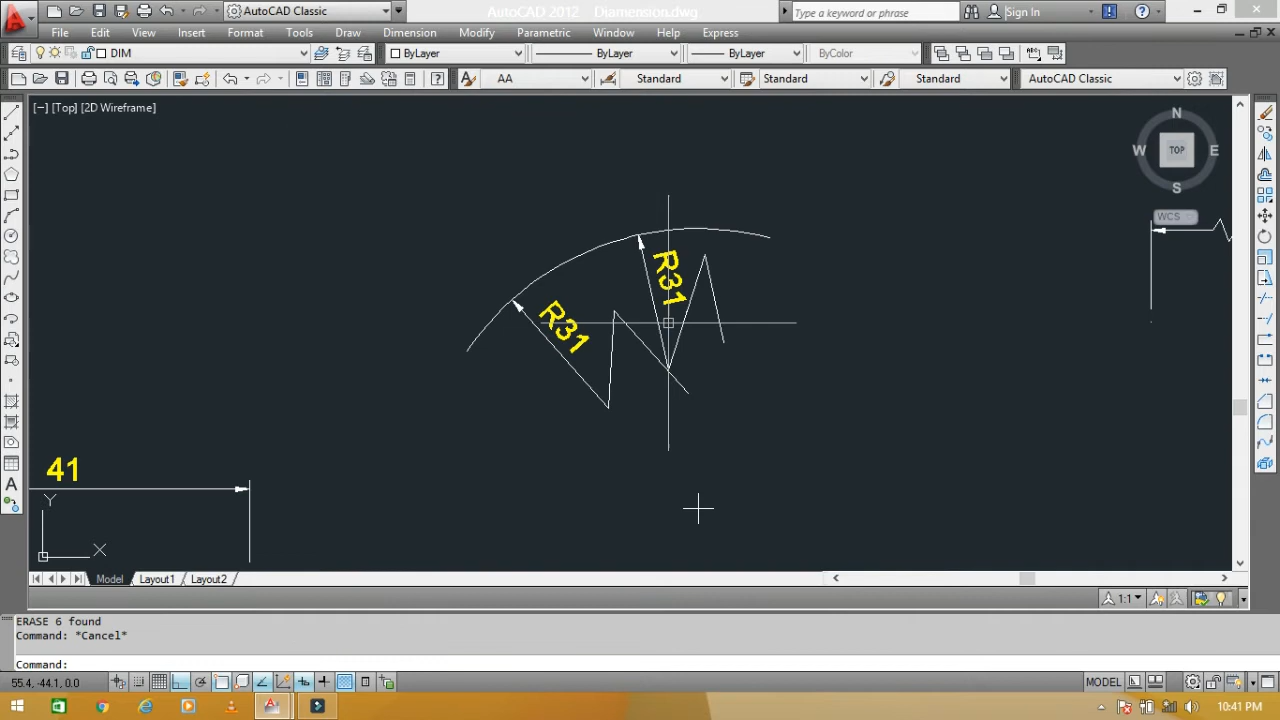 AutoCAD Classic
AutoCAD 2012 Diamension.dwg
Type a keyword or phrase
Sign In
File Edit View Insert Format Tools Draw Dimension Modify Parametric Window Help Express
DIM
ByLayer
ByLayer
ByLayer
ByColor
AA
Standard
Standard
Standard
AutoCAD Classic
[−] [Top] [2D Wireframe]
N
W TOP E
S
WCS
R31
R31
41
Y
X
A
Model Layout1 Layout2
1:1
ERASE 6 found
Command: *Cancel*
Command:
55.4, -44.1, 0.0
MODEL
10:41 PM